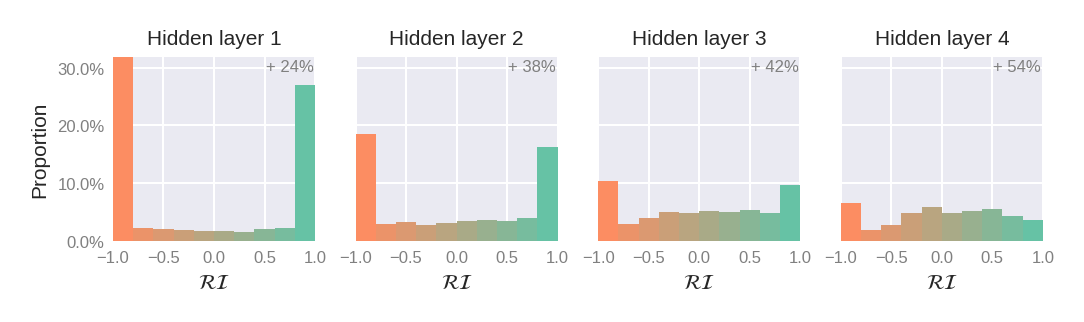 Hidden layer 1 Hidden layer 2 Hidden layer 3 Hidden layer 4
30.0% + 24% + 38% + 42% + 54%
20.0%
10.0%
0.0%
Proportion
−1.0 −0.5 0.0 0.5 1.0 −1.0 −0.5 0.0 0.5 1.0 −1.0 −0.5 0.0 0.5 1.0 −1.0 −0.5 0.0 0.5 1.0
ℛℐ ℛℐ ℛℐ ℛℐ